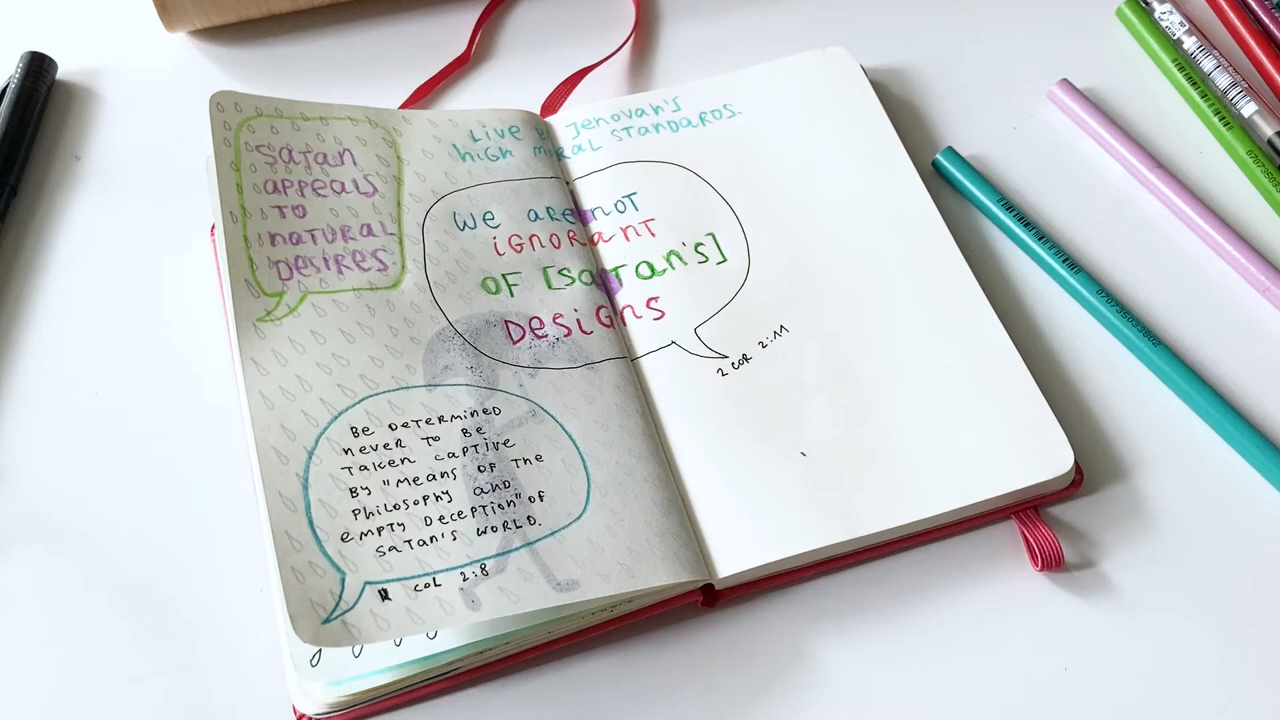 Satan
appeals
to
natural
desires.
Live by Jehovah's
high moral standards.
We are not
ignorant
of [Satan's]
designs
2 Cor 2:11
Be determined
never to be
taken captive
by "means of the
philosophy and
empty deception" of
Satan's world.
Col 2:8
070735033802